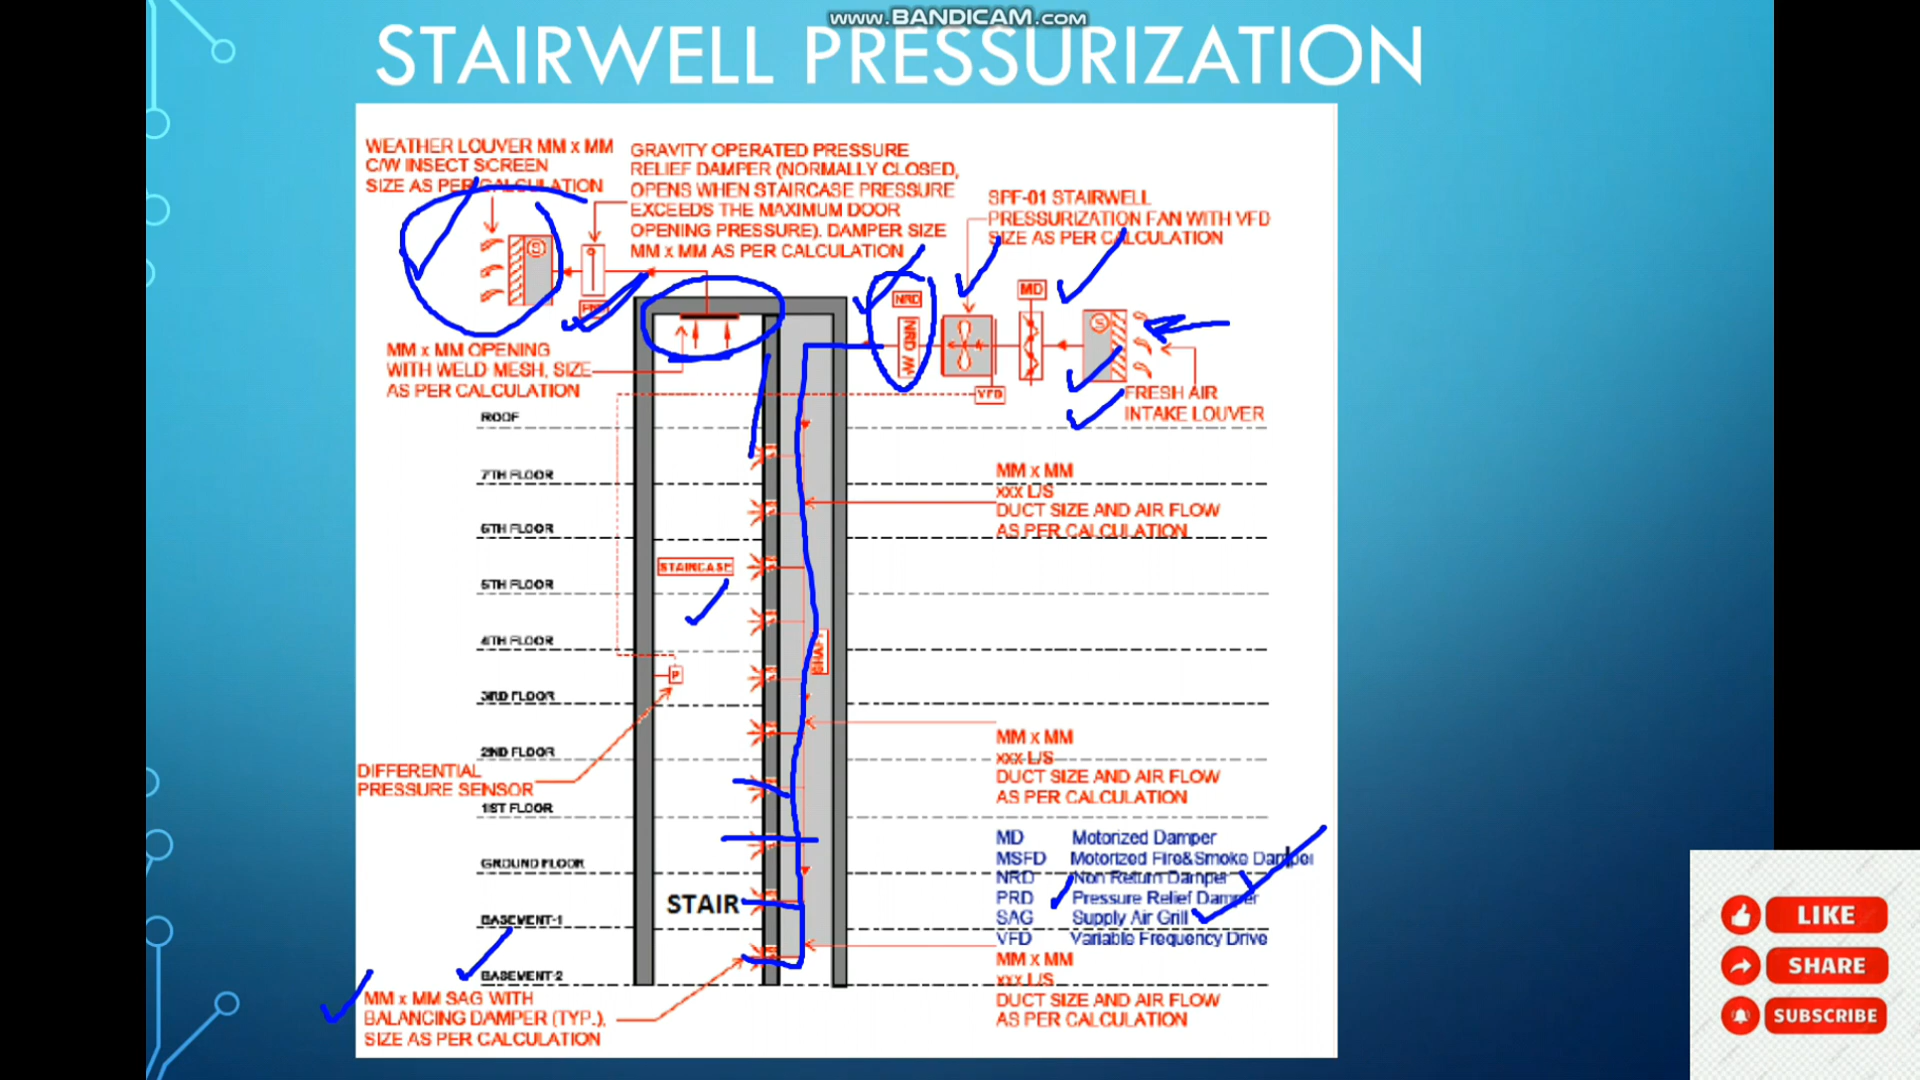 www.BANDICAM.com
STAIRWELL PRESSURIZATION
WEATHER LOUVER MM x MM
C/W INSECT SCREEN
SIZE AS PER CALCULATION
GRAVITY OPERATED PRESSURE
RELIEF DAMPER (NORMALLY CLOSED,
OPENS WHEN STAIRCASE PRESSURE
EXCEEDS THE MAXIMUM DOOR
OPENING PRESSURE). DAMPER SIZE
MM x MM AS PER CALCULATION
SPF-01 STAIRWELL
PRESSURIZATION FAN WITH VFD
SIZE AS PER CALCULATION
S
NRD
NRD
MD
S
VFD
FRESH AIR
INTAKE LOUVER
MM x MM OPENING
WITH WELD MESH, SIZE
AS PER CALCULATION
ROOF
7TH FLOOR
6TH FLOOR
5TH FLOOR
4TH FLOOR
3RD FLOOR
2ND FLOOR
1ST FLOOR
GROUND FLOOR
BASEMENT-1
BASEMENT-2
STAIRCASE
P
STAIR
DIFFERENTIAL
PRESSURE SENSOR
MM x MM SAG WITH
BALANCING DAMPER (TYP.),
SIZE AS PER CALCULATION
MM x MM
xxx L/S
DUCT SIZE AND AIR FLOW
AS PER CALCULATION
MM x MM
xxx L/S
DUCT SIZE AND AIR FLOW
AS PER CALCULATION
MD Motorized Damper
MSFD Motorized Fire&Smoke Damper
NRD Non Return Damper
PRD Pressure Relief Damper
SAG Supply Air Grill
VFD Variable Frequency Drive
MM x MM
xxx L/S
DUCT SIZE AND AIR FLOW
AS PER CALCULATION
LIKE
SHARE
SUBSCRIBE